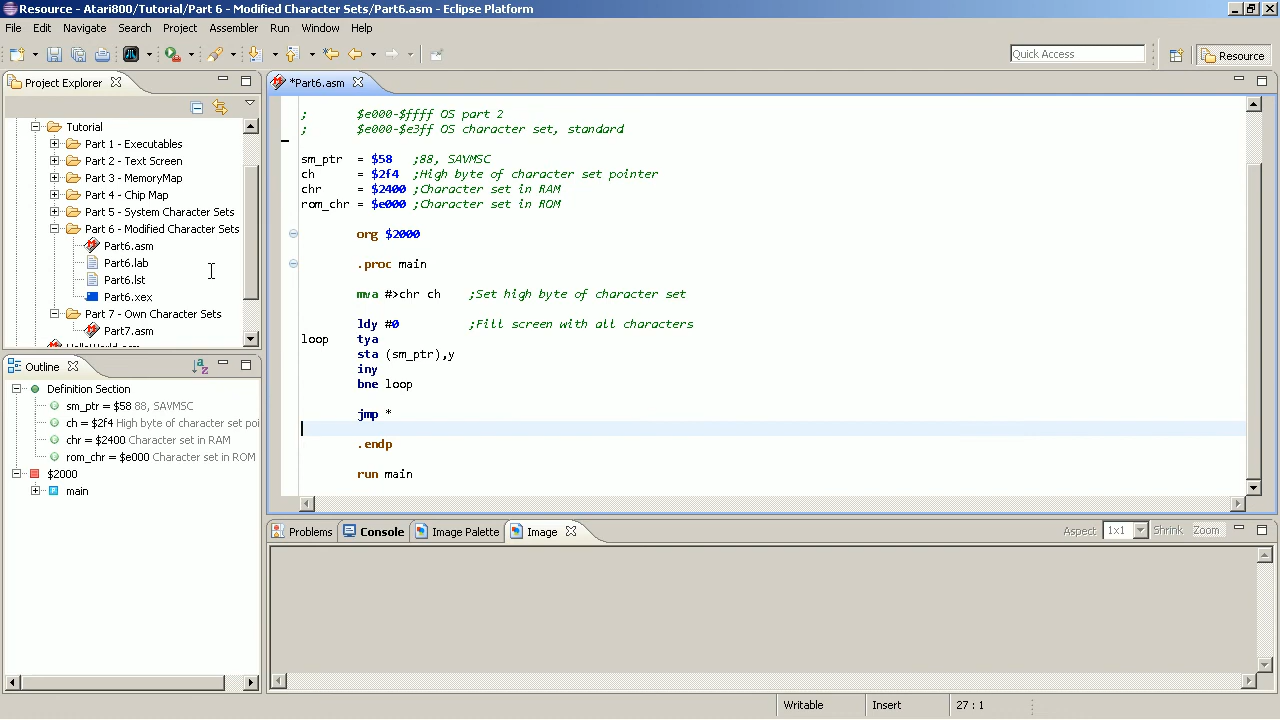 Resource - Atari800/Tutorial/Part 6 - Modified Character Sets/Part6.asm - Eclipse Platform
File Edit Navigate Search Project Assembler Run Window Help
Quick Access
Resource
Project Explorer
Tutorial
Part 1 - Executables
Part 2 - Text Screen
Part 3 - MemoryMap
Part 4 - Chip Map
Part 5 - System Character Sets
Part 6 - Modified Character Sets
Part6.asm
Part6.lab
Part6.lst
Part6.xex
Part 7 - Own Character Sets
Part7.asm
Outline
Definition Section
sm_ptr = $58 88, SAVMSC
ch = $2f4 High byte of character set poi
chr = $2400 Character set in RAM
rom_chr = $e000 Character set in ROM
$2000
main
*Part6.asm
; $e000-$ffff OS part 2
; $e000-$e3ff OS character set, standard
sm_ptr = $58 ;88, SAVMSC
ch = $2f4 ;High byte of character set pointer
chr = $2400 ;Character set in RAM
rom_chr = $e000 ;Character set in ROM
org $2000
.proc main
mva #>chr ch ;Set high byte of character set
ldy #0 ;Fill screen with all characters
loop tya
sta (sm_ptr),y
iny
bne loop
jmp *
.endp
run main
Problems Console Image Palette Image
Aspect 1x1 Shrink Zoom
Writable Insert 27 : 1